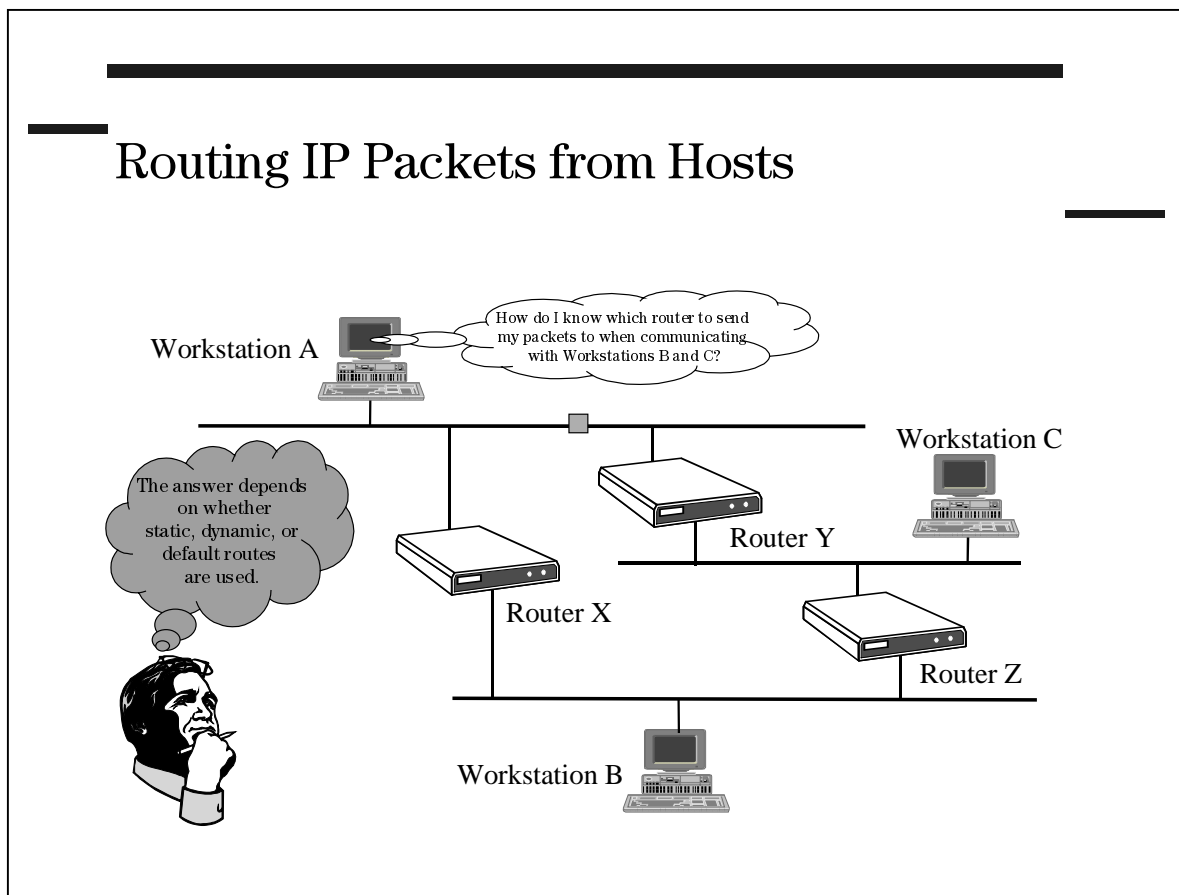 Routing IP Packets from Hosts
How do I know which router to send
my packets to when communicating
with Workstations B and C?
Workstation A
Workstation C
The answer depends
on whether
static, dynamic, or
default routes
are used.
Router Y
Router X
Router Z
Workstation B